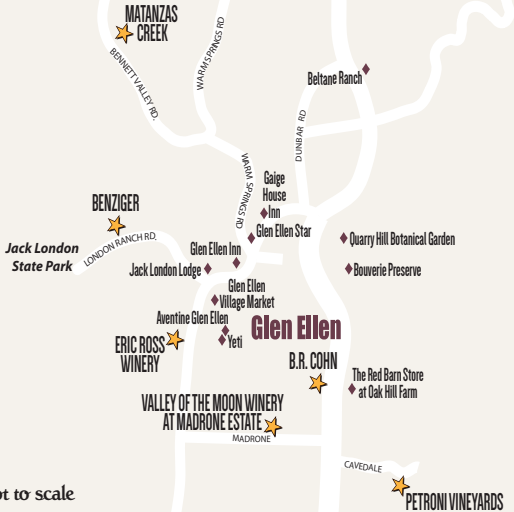 MATANZAS
CREEK
WARM SPRINGS RD
BENNETT VALLEY RD.
Beltane Ranch
DUNBAR RD
WARM SPRINGS RD
Gaige
House
Inn
BENZIGER
Glen Ellen Star
Quarry Hill Botanical Garden
LONDON RANCH RD.
Jack London
State Park
Glen Ellen Inn
Jack London Lodge
Bouverie Preserve
Glen Ellen
Village Market
Aventine Glen Ellen
Glen Ellen
Yeti
ERIC ROSS
WINERY
B.R. COHN
The Red Barn Store
at Oak Hill Farm
VALLEY OF THE MOON WINERY
AT MADRONE ESTATE
MADRONE
CAVEDALE
to scale
PETRONI VINEYARDS